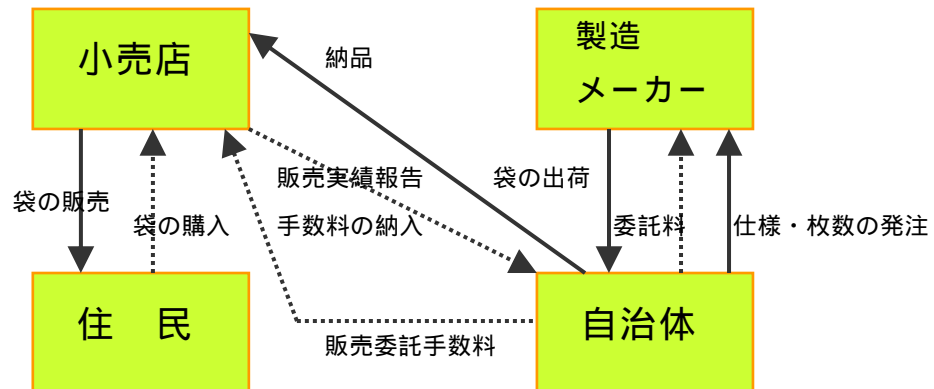 小売店
製造
メーカー
納品
販売実績報告
袋の出荷
袋の販売
袋の購入
手数料の納入
委託料
仕様・枚数の発注
住　民
自治体
販売委託手数料